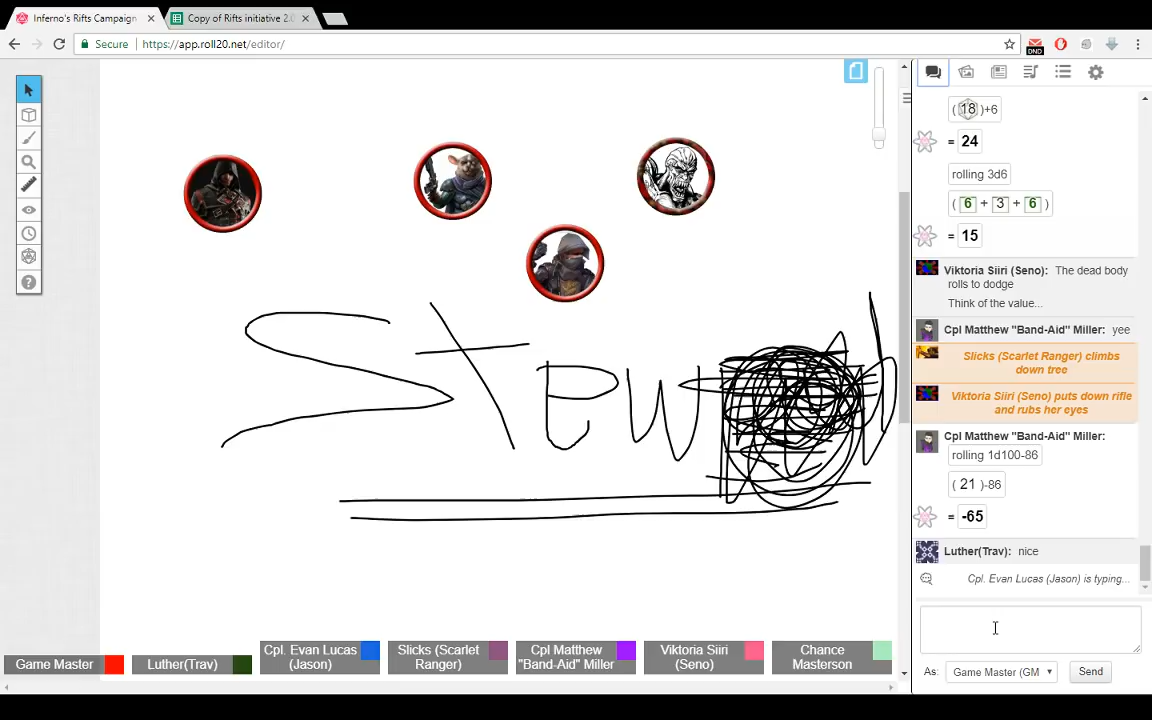 Inferno's Rifts Campaign
Copy of Rifts initiative 2.0
Secure
https://app.roll20.net/editor/
DND
( 18 )+6
= 24
rolling 3d6
( 6 + 3 + 6 )
= 15
Viktoria Siiri (Seno): The dead body
rolls to dodge
Think of the value...
Cpl Matthew "Band-Aid" Miller: yee
Slicks (Scarlet Ranger) climbs
down tree
Viktoria Siiri (Seno) puts down rifle
and rubs her eyes
Cpl Matthew "Band-Aid" Miller:
rolling 1d100-86
( 21 )-86
= -65
Luther(Trav): nice
Cpl. Evan Lucas (Jason) is typing...
As: Game Master (GM
Send
Stew
Game Master
Luther(Trav)
Cpl. Evan Lucas
(Jason)
Slicks (Scarlet
Ranger)
Cpl Matthew
"Band-Aid" Miller
Viktoria Siiri
(Seno)
Chance
Masterson